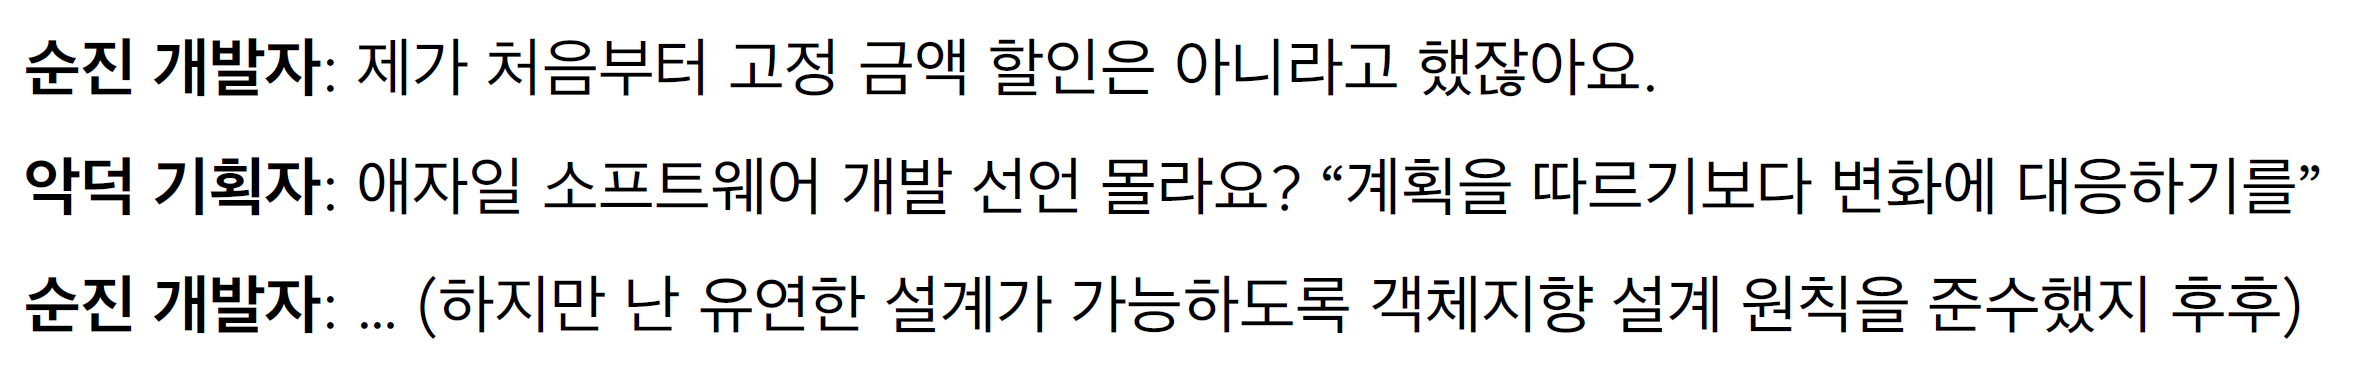 순진 개발자: 제가 처음부터 고정 금액 할인은 아니라고 했잖아요.
악덕 기획자: 애자일 소프트웨어 개발 선언 몰라요? “계획을 따르기보다 변화에 대응하기를”
순진 개발자: … (하지만 난 유연한 설계가 가능하도록 객체지향 설계 원칙을 준수했지 후후)